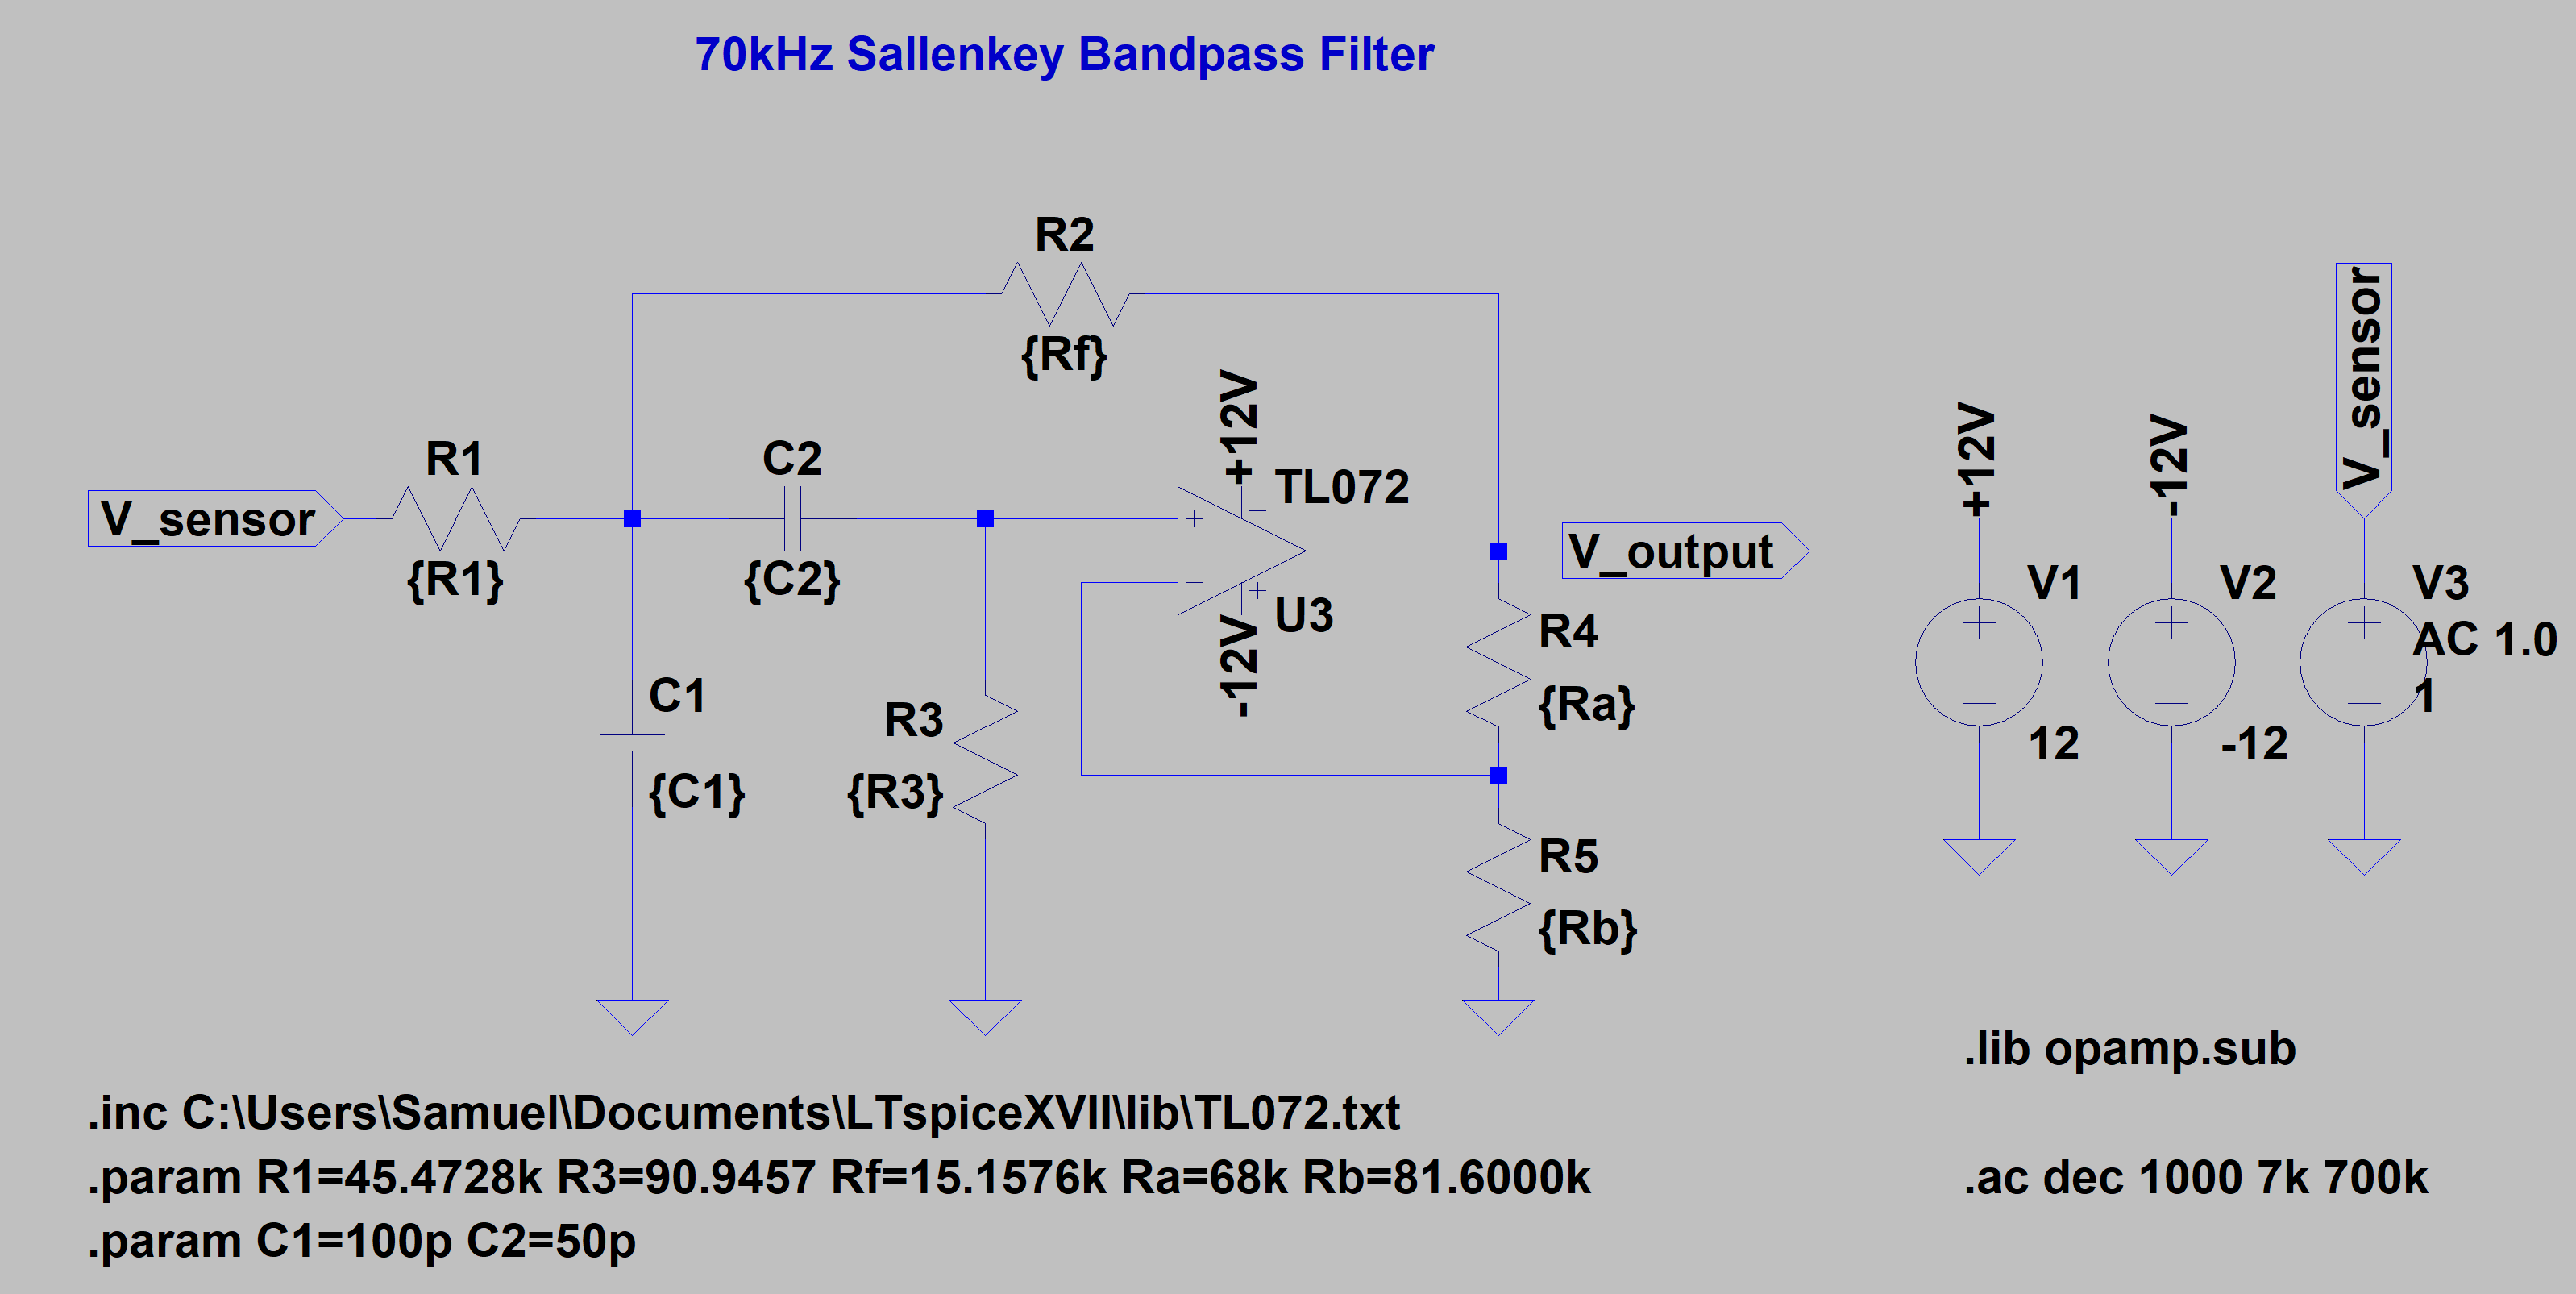 70kHz Sallenkey Bandpass Filter
R2
{Rf}
V_sensor
R1
{R1}
C2
{C2}
+12V
TL072
-12V
U3
V_output
C1
{C1}
R3
{R3}
R4
{Ra}
R5
{Rb}
+12V
V1
12
-12V
V2
-12
V_sensor
V3
AC 1.0
1
.lib opamp.sub
.inc C:\Users\Samuel\Documents\LTspiceXVII\lib\TL072.txt
.param R1=45.4728k R3=90.9457 Rf=15.1576k Ra=68k Rb=81.6000k
.ac dec 1000 7k 700k
.param C1=100p C2=50p